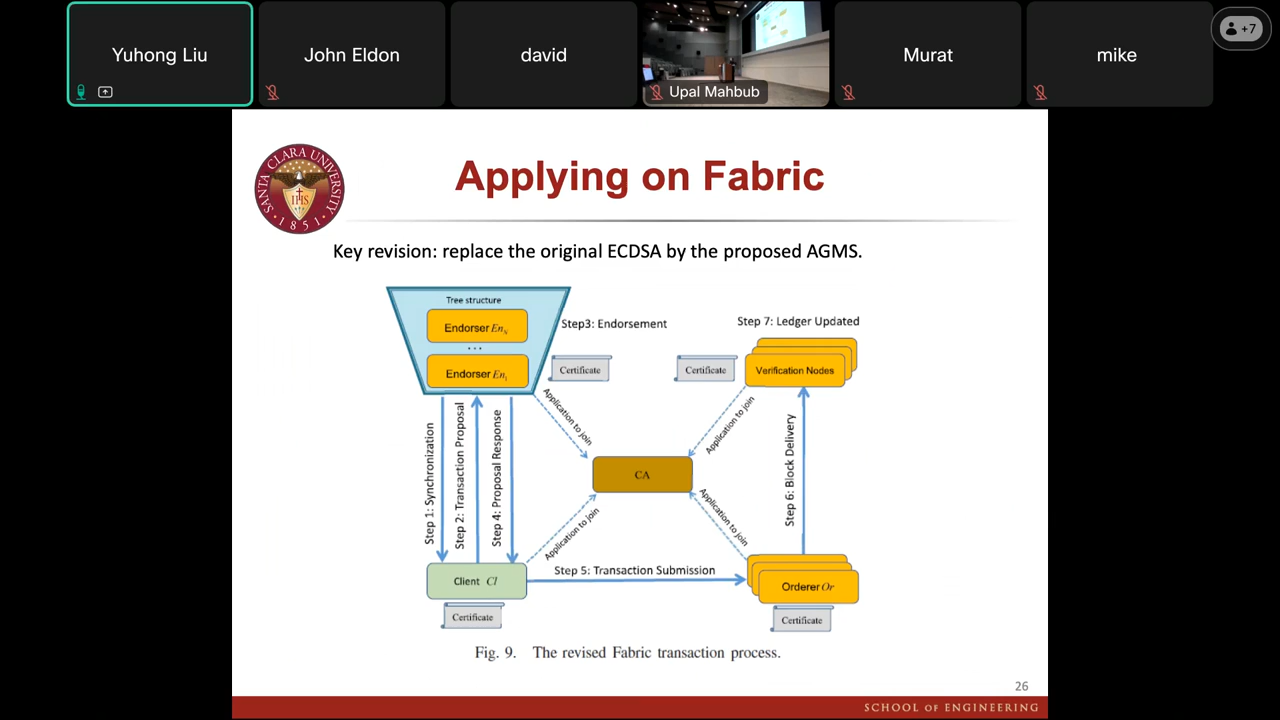 Yuhong Liu
John Eldon
david
Upal Mahbub
Murat
mike
+7
SANTA CLARA UNIVERSITY
1851
Applying on Fabric
Key revision: replace the original ECDSA by the proposed AGMS.
Tree structure
Endorser En_N
...
Endorser En_1
Step3: Endorsement
Certificate
Step 7: Ledger Updated
Certificate
Verification Nodes
Step 1: Synchronization
Step 2: Transaction Proposal
Step 4: Proposal Response
Application to join
Application to join
CA
Application to join
Application to join
Step 6: Block Delivery
Client Cl
Certificate
Step 5: Transaction Submission
Orderer Or
Certificate
Fig. 9. The revised Fabric transaction process.
26
SCHOOL OF ENGINEERING